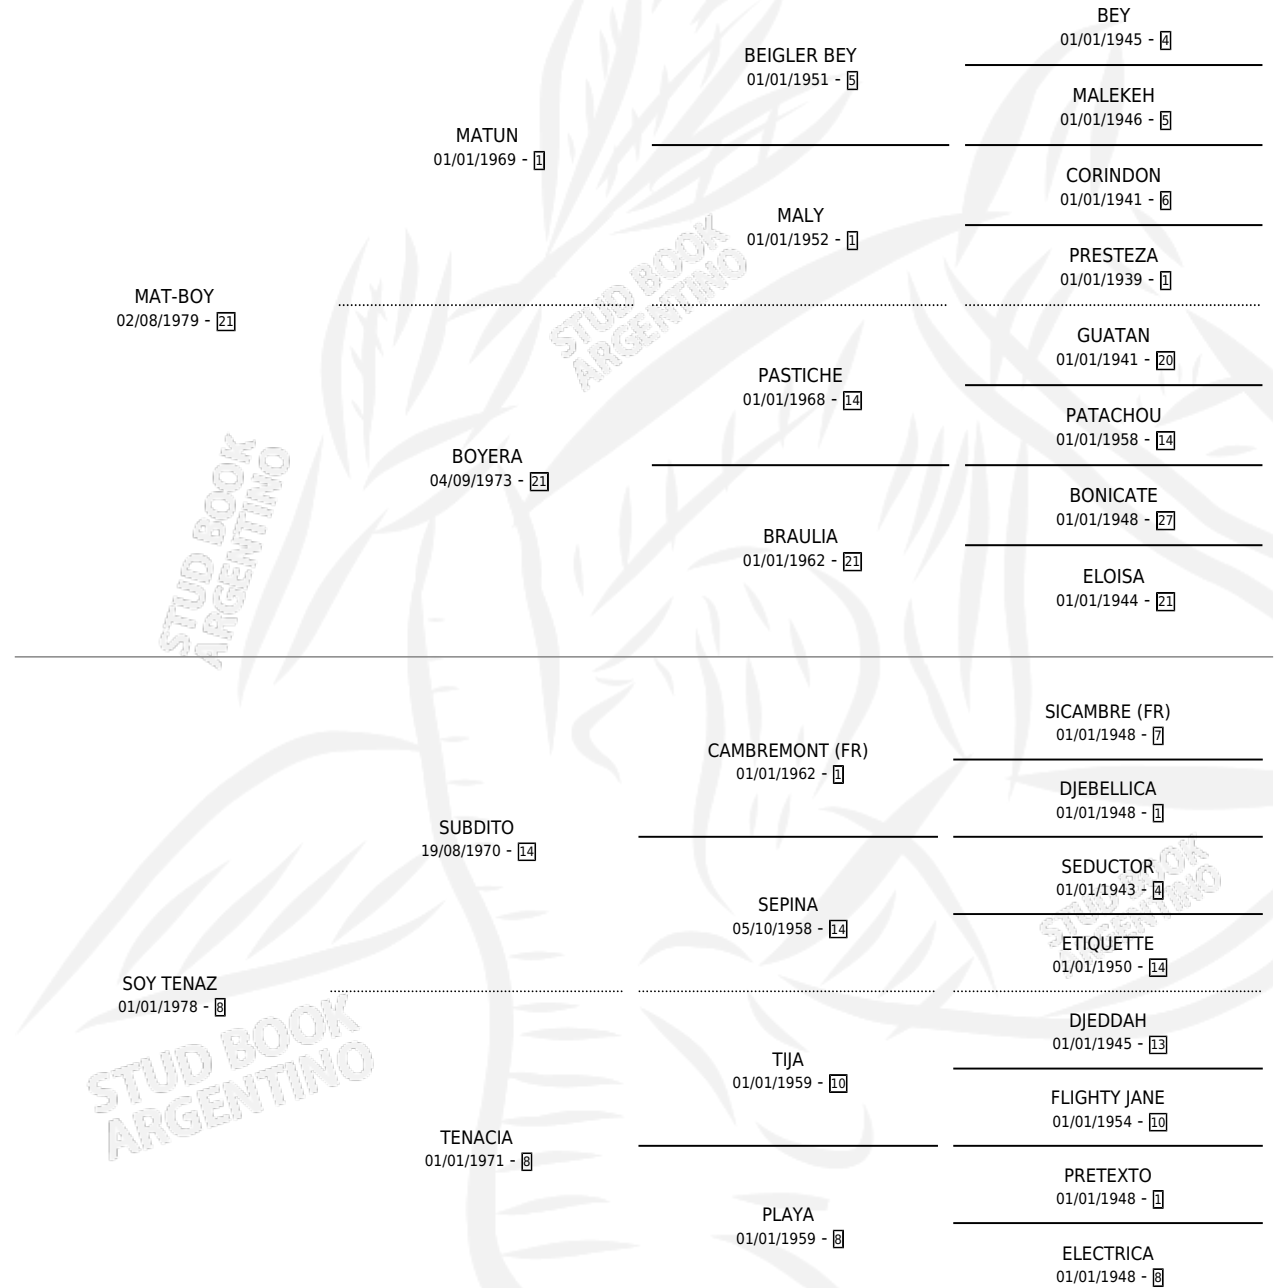 BEY
01/01/1945 - 4
BEIGLER BEY
01/01/1951 - 5
MALEKEH
01/01/1946 - 5
MATUN
01/01/1969 - 1
CORINDON
01/01/1941 - 6
MALY
01/01/1952 - 1
PRESTEZA
01/01/1939 - 1
MAT-BOY
02/08/1979 - 21
GUATAN
01/01/1941 - 20
PASTICHE
01/01/1968 - 14
PATACHOU
01/01/1958 - 14
BOYERA
04/09/1973 - 21
BONICATE
01/01/1948 - 27
BRAULIA
01/01/1962 - 21
ELOISA
01/01/1944 - 21
STUD BOOK
ARGENTINO
STUD BOOK
ARGENTINO
SICAMBRE (FR)
01/01/1948 - 7
CAMBREMONT (FR)
01/01/1962 - 1
DJEBELLICA
01/01/1948 - 1
SUBDITO
19/08/1970 - 14
SEDUCTOR
01/01/1943 - 4
SEPINA
05/10/1958 - 14
ETIQUETTE
01/01/1950 - 14
SOY TENAZ
01/01/1978 - 8
DJEDDAH
01/01/1945 - 13
TIJA
01/01/1959 - 10
FLIGHTY JANE
01/01/1954 - 10
TENACIA
01/01/1971 - 8
PRETEXTO
01/01/1948 - 1
PLAYA
01/01/1959 - 8
ELECTRICA
01/01/1948 - 8
STUD BOOK
ARGENTINO
STUD BOOK
ARGENTINO